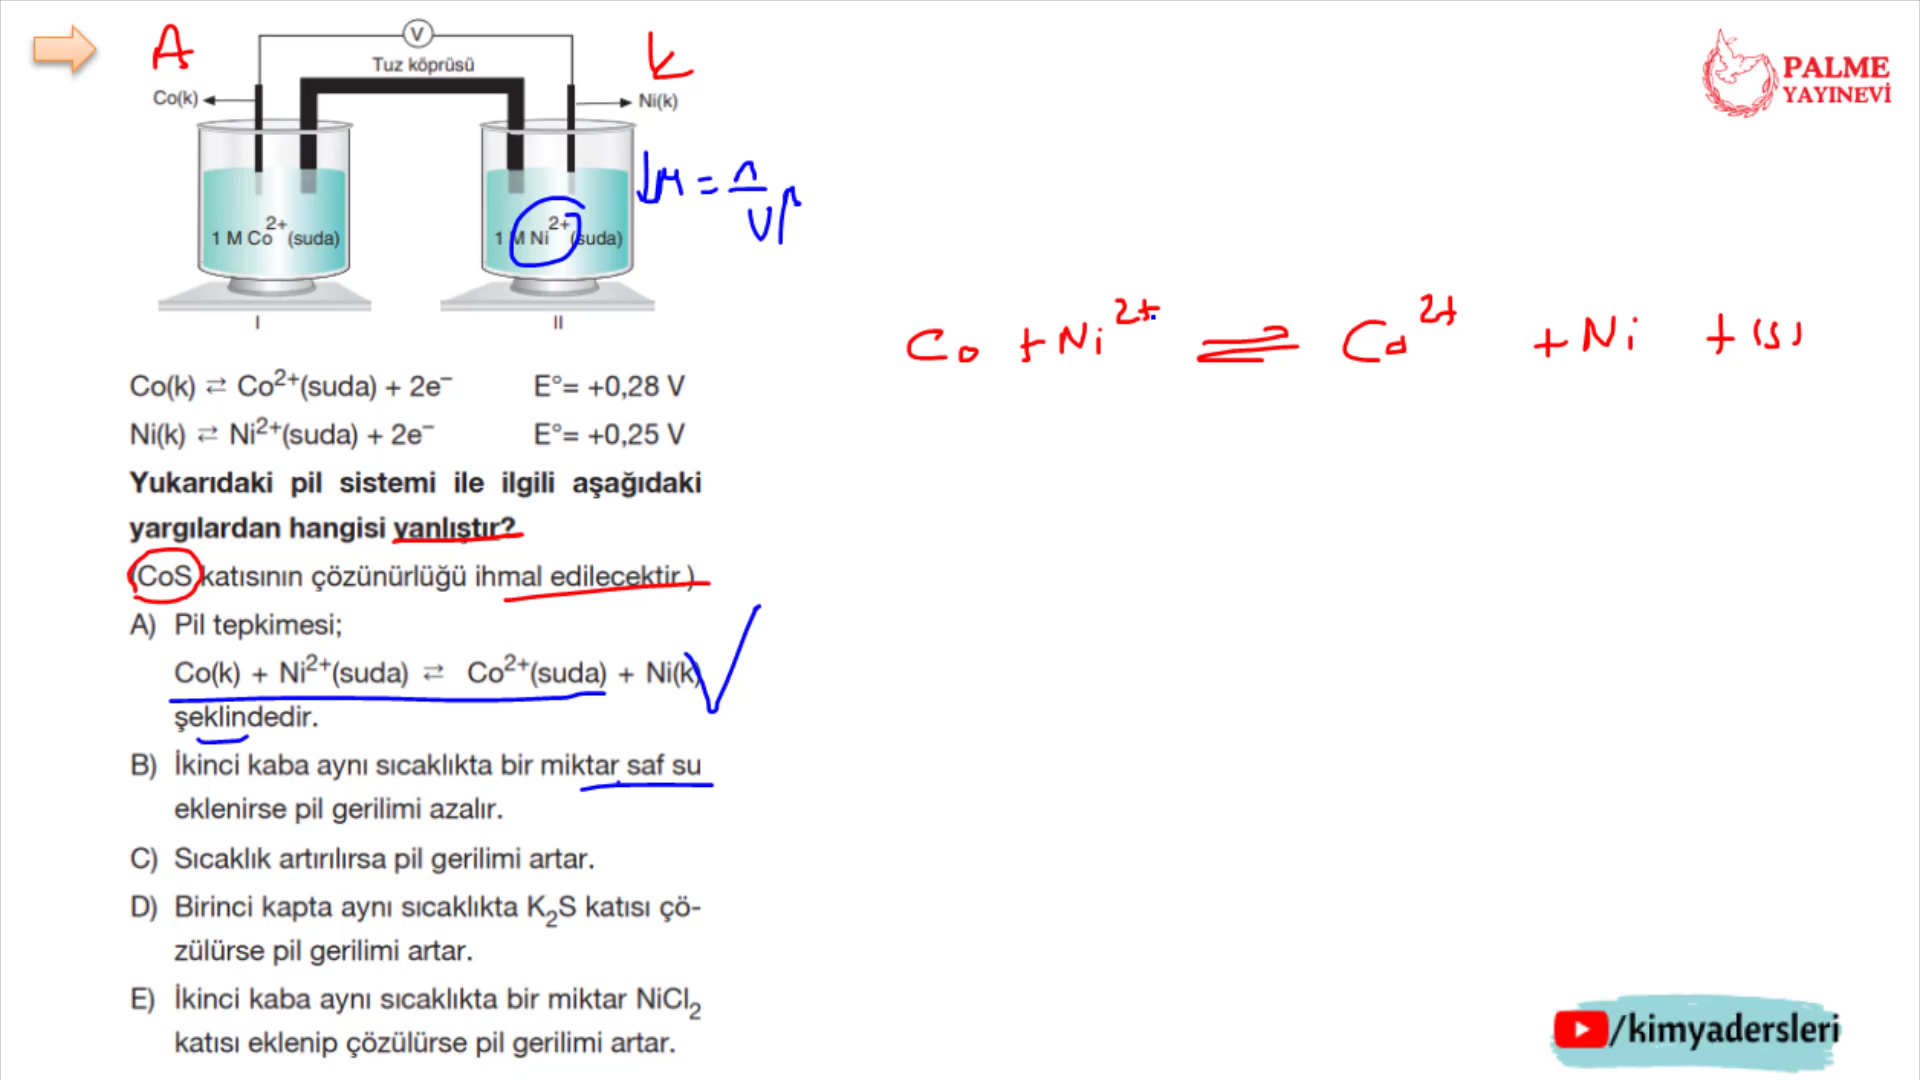 A
V
K
Tuz köprüsü
Co(k)
Ni(k)
1 M Co2+(suda)
1 M Ni2+(suda)
↓M = n/V↑
I
II
PALME
YAYINEVİ
Co + Ni2+ ⇌ Co2+ + Ni + ısı
Co(k) ⇄ Co2+(suda) + 2e– E°= +0,28 V
Ni(k) ⇄ Ni2+(suda) + 2e– E°= +0,25 V
Yukarıdaki pil sistemi ile ilgili aşağıdaki
yargılardan hangisi yanlıştır?
(CoS katısının çözünürlüğü ihmal edilecektir.)
A) Pil tepkimesi;
Co(k) + Ni2+(suda) ⇄ Co2+(suda) + Ni(k)
şeklindedir.
B) İkinci kaba aynı sıcaklıkta bir miktar saf su
eklenirse pil gerilimi azalır.
C) Sıcaklık artırılırsa pil gerilimi artar.
D) Birinci kapta aynı sıcaklıkta K2S katısı çö-
zülürse pil gerilimi artar.
E) İkinci kaba aynı sıcaklıkta bir miktar NiCl2
katısı eklenip çözülürse pil gerilimi artar.
/kimyadersleri